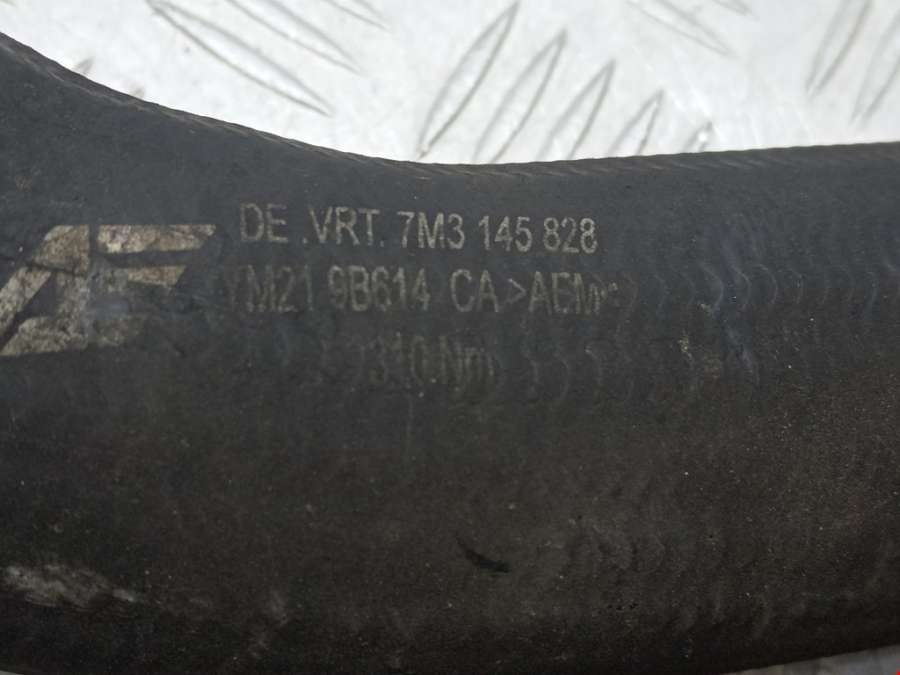 DE .VRT. 7M3 145 828
YM21 9B614 CA >AEM<
310 Nm